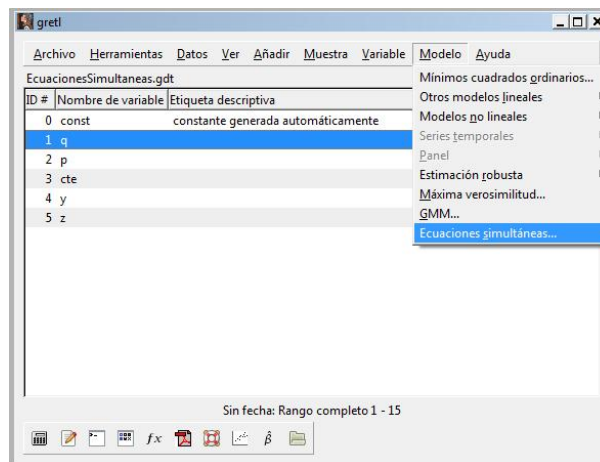 gretl
Archivo Herramientas Datos Ver Añadir Muestra Variable Modelo Ayuda
EcuacionesSimultaneas.gdt
ID # Nombre de variable Etiqueta descriptiva
0 const constante generada automáticamente
1 q
2 p
3 cte
4 y
5 z
Mínimos cuadrados ordinarios...
Otros modelos lineales
Modelos no lineales
Series temporales
Panel
Estimación robusta
Máxima verosimilitud...
GMM...
Ecuaciones simultáneas...
Sin fecha: Rango completo 1 - 15
fx
β̂